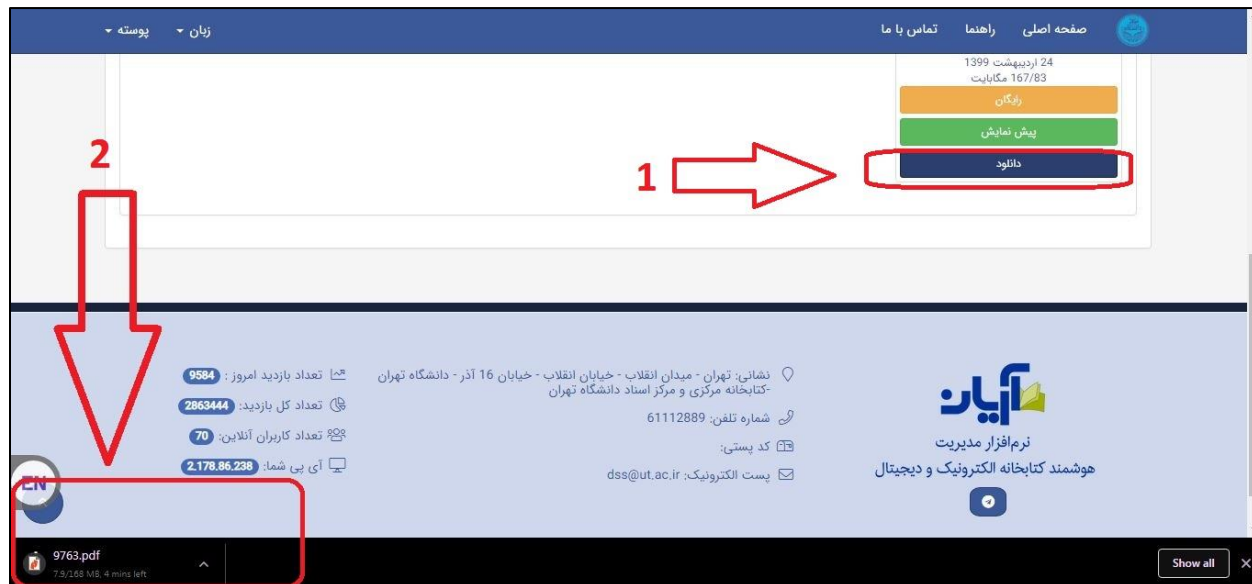 صفحه اصلی راهنما تماس با ما زبان پوسته
24 اردیبهشت 1399
167/83 مگابایت
رایگان
پیش نمایش
دانلود
1
2
آیان
نرم‌افزار مدیریت
هوشمند کتابخانه الکترونیک و دیجیتال
نشانی: تهران - میدان انقلاب - خیابان انقلاب - خیابان 16 آذر - دانشگاه تهران
-کتابخانه مرکزی و مرکز اسناد دانشگاه تهران
شماره تلفن: 61112889
کد پستی:
پست الکترونیک: dss@ut.ac.ir
تعداد بازدید امروز : 9584
تعداد کل بازدید: 2863444
تعداد کاربران آنلاین: 70
آی پی شما: 2.178.86.238
EN
9763.pdf
7.9/168 MB, 4 mins left
Show all